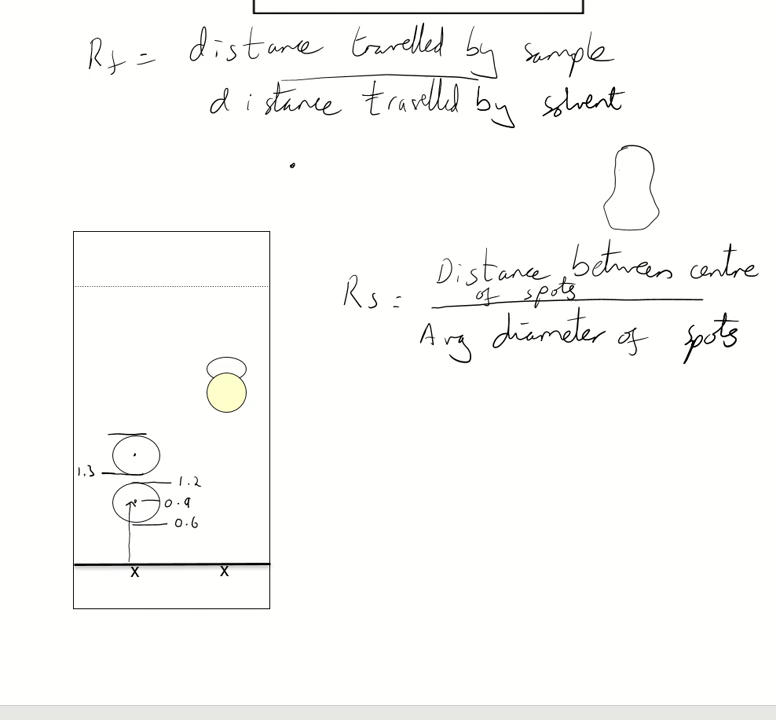 Rf = distance travelled by sample
distance travelled by solvent
Rs = Distance between centre
of spots
Avg diameter of spots
1.3
1.2
0.9
0.6
x x